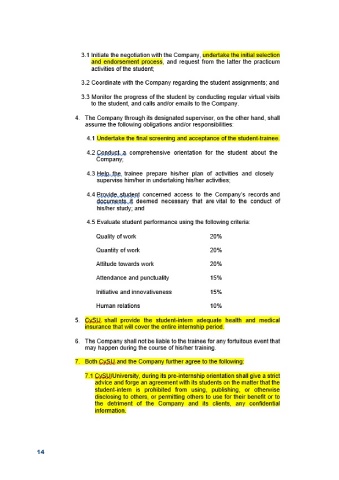 3.1 Initiate the negotiation with the Company, undertake the initial selection
and endorsement process, and request from the latter the practicum
activities of the student;
3.2 Coordinate with the Company regarding the student assignments; and
3.3 Monitor the progress of the student by conducting regular virtual visits
to the student, and calls and/or emails to the Company.
4. The Company through its designated supervisor, on the other hand, shall
assume the following obligations and/or responsibilities:
4.1 Undertake the final screening and acceptance of the student-trainee.
4.2 Conduct a comprehensive orientation for the student about the
Company;
4.3 Help the trainee prepare his/her plan of activities and closely
supervise him/her in undertaking his/her activities;
4.4 Provide student concerned access to the Company's records and
documents it deemed necessary that are vital to the conduct of
his/her study; and
4.5 Evaluate student performance using the following criteria:
Quality of work 20%
Quantity of work 20%
Attitude towards work 20%
Attendance and punctuality 15%
Initiative and innovativeness 15%
Human relations 10%
5. CvSU shall provide the student-intern adequate health and medical
insurance that will cover the entire internship period.
6. The Company shall not be liable to the trainee for any fortuitous event that
may happen during the course of his/her training.
7. Both CvSU and the Company further agree to the following:
7.1 CvSU/University, during its pre-internship orientation shall give a strict
advice and forge an agreement with its students on the matter that the
student-intern is prohibited from using, publishing, or otherwise
disclosing to others, or permitting others to use for their benefit or to
the detriment of the Company and its clients, any confidential
information.
14